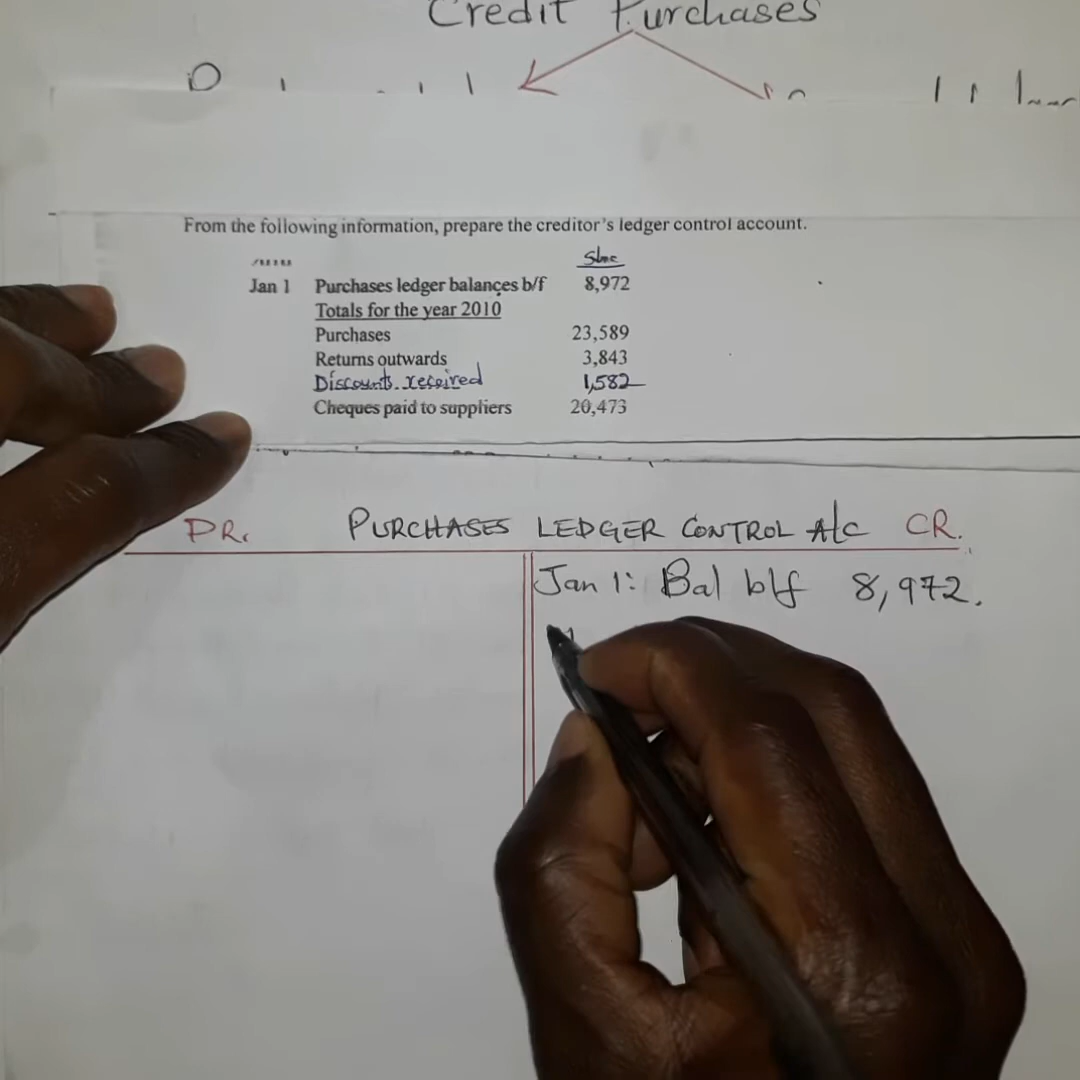 Credit Purchases
From the following information, prepare the creditor's ledger control account.
Shs
Jan 1 Purchases ledger balances b/f 8,972
Totals for the year 2010
Purchases 23,589
Returns outwards 3,843
Discounts received 1,582
Cheques paid to suppliers 20,473
DR. PURCHASES LEDGER CONTROL A/C CR.
Jan 1: Bal b/f 8,972.